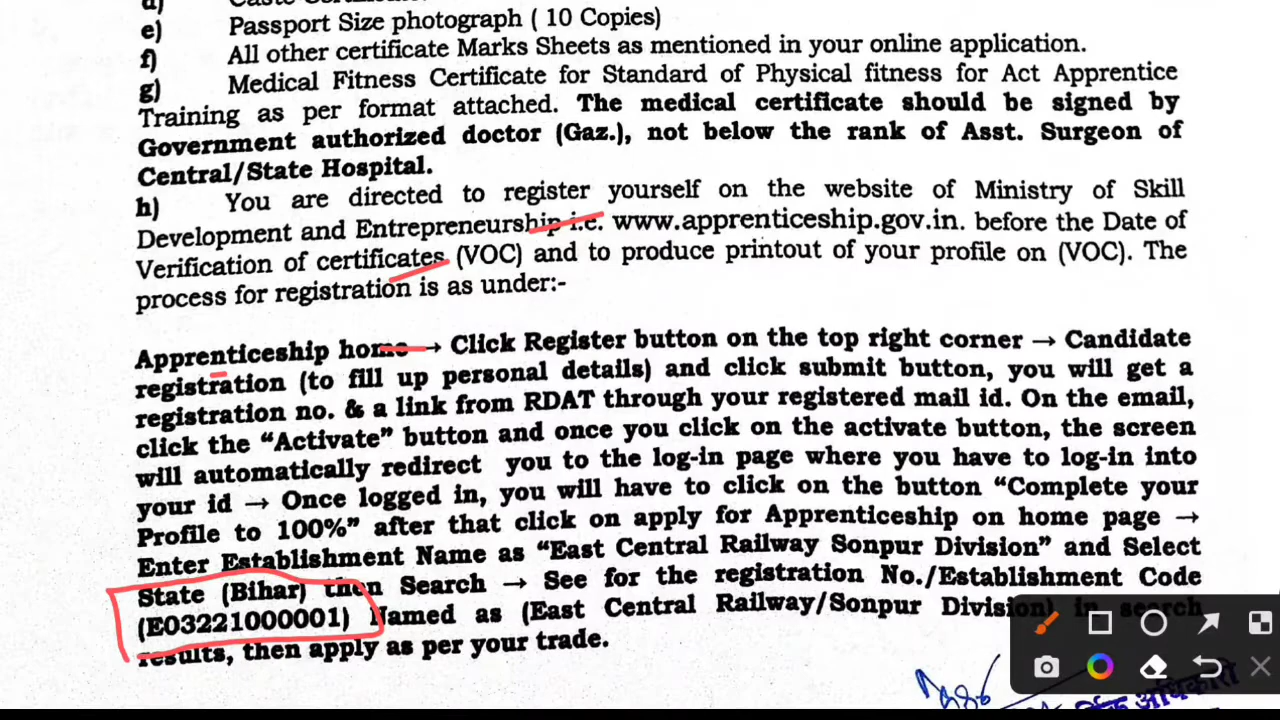 e) Passport Size photograph ( 10 Copies)
f) All other certificate Marks Sheets as mentioned in your online application.
g) Medical Fitness Certificate for Standard of Physical fitness for Act Apprentice
Training as per format attached. The medical certificate should be signed by
Government authorized doctor (Gaz.), not below the rank of Asst. Surgeon of
Central/State Hospital.
h) You are directed to register yourself on the website of Ministry of Skill
Development and Entrepreneurship i.e. www.apprenticeship.gov.in. before the Date of
Verification of certificates (VOC) and to produce printout of your profile on (VOC). The
process for registration is as under:-
Apprenticeship home → Click Register button on the top right corner → Candidate
registration (to fill up personal details) and click submit button, you will get a
registration no. & a link from RDAT through your registered mail id. On the email,
click the “Activate” button and once you click on the activate button, the screen
will automatically redirect you to the log-in page where you have to log-in into
your id → Once logged in, you will have to click on the button “Complete your
Profile to 100%” after that click on apply for Apprenticeship on home page →
Enter Establishment Name as “East Central Railway Sonpur Division” and Select
State (Bihar) then Search → See for the registration No./Establishment Code
(E03221000001) Named as (East Central Railway/Sonpur Division) in search
results, then apply as per your trade.